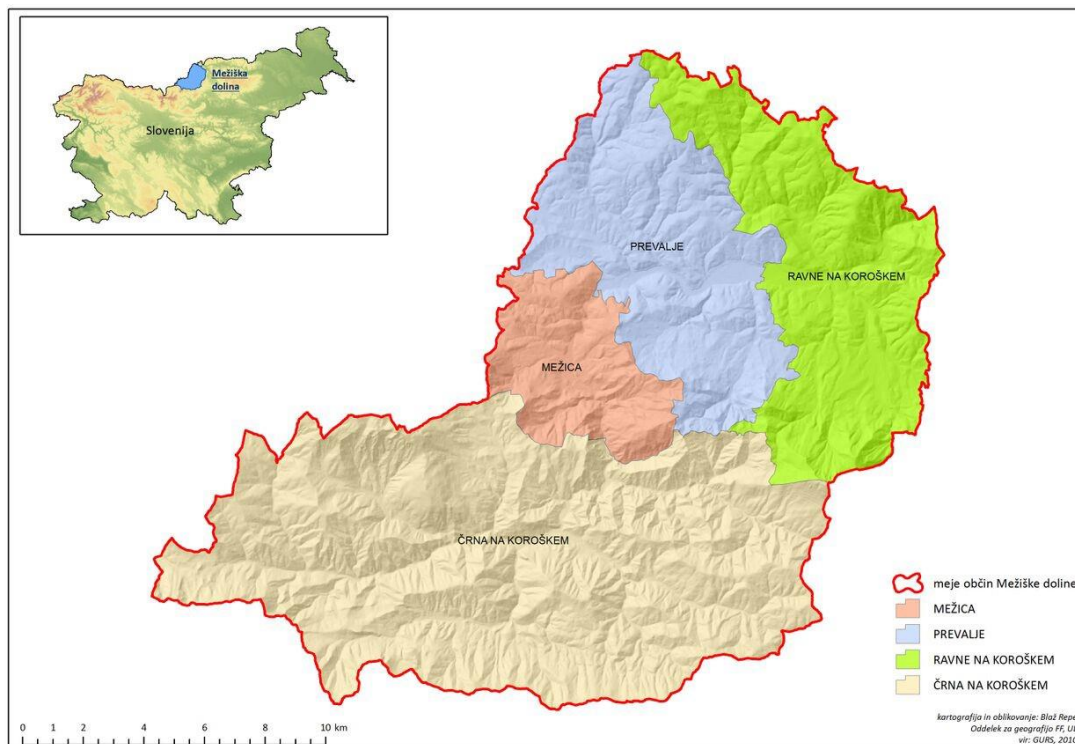 Mežiška
dolina
Slovenija
PREVALJE
RAVNE NA KOROŠKEM
MEŽICA
ČRNA NA KOROŠKEM
meje občin Mežiške doline
MEŽICA
PREVALJE
RAVNE NA KOROŠKEM
ČRNA NA KOROŠKEM
0 1 2 4 6 8 10 km
kartografija in oblikovanje: Blaž Repe
Oddelek za geografijo FF, U
vir: GURS, 2010